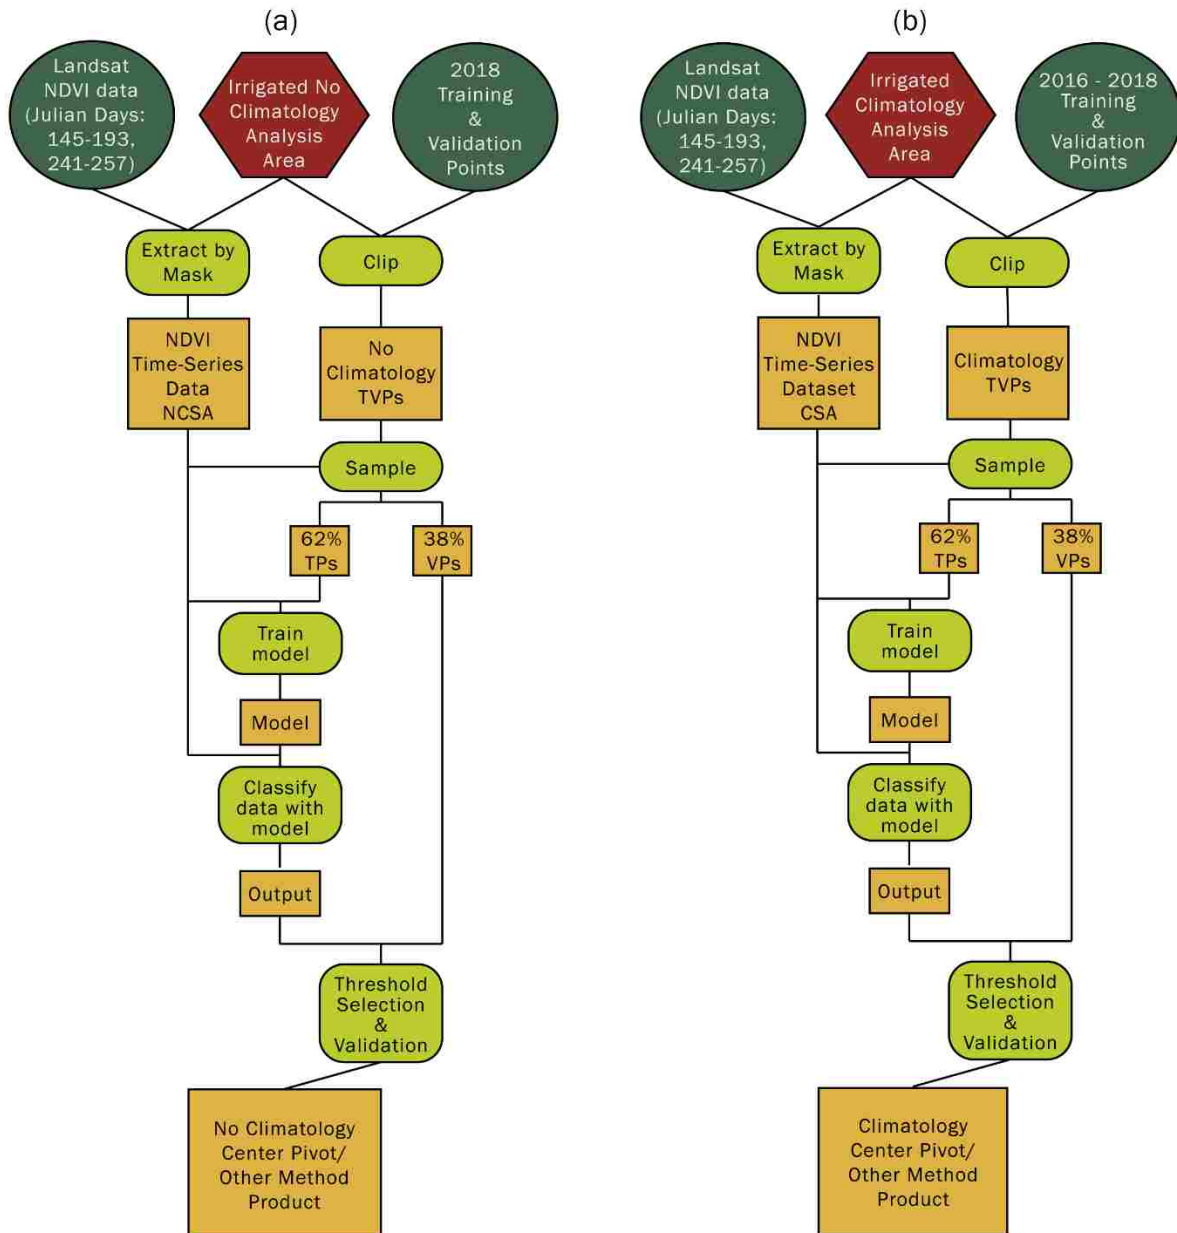 (a)
Landsat
NDVI data
(Julian Days:
145-193,
241-257)
Irrigated No
Climatology
Analysis
Area
2018
Training
&
Validation
Points
Extract by
Mask
Clip
NDVI
Time-Series
Data
NCSA
No
Climatology
TVPs
Sample
62%
TPs
38%
VPs
Train
model
Model
Classify
data with
model
Output
Threshold
Selection
&
Validation
No Climatology
Center Pivot/
Other Method
Product
(b)
Landsat
NDVI data
(Julian Days:
145-193,
241-257)
Irrigated
Climatology
Analysis
Area
2016 - 2018
Training
&
Validation
Points
Extract by
Mask
Clip
NDVI
Time-Series
Dataset
CSA
Climatology
TVPs
Sample
62%
TPs
38%
VPs
Train
model
Model
Classify
data with
model
Output
Threshold
Selection
&
Validation
Climatology
Center Pivot/
Other Method
Product